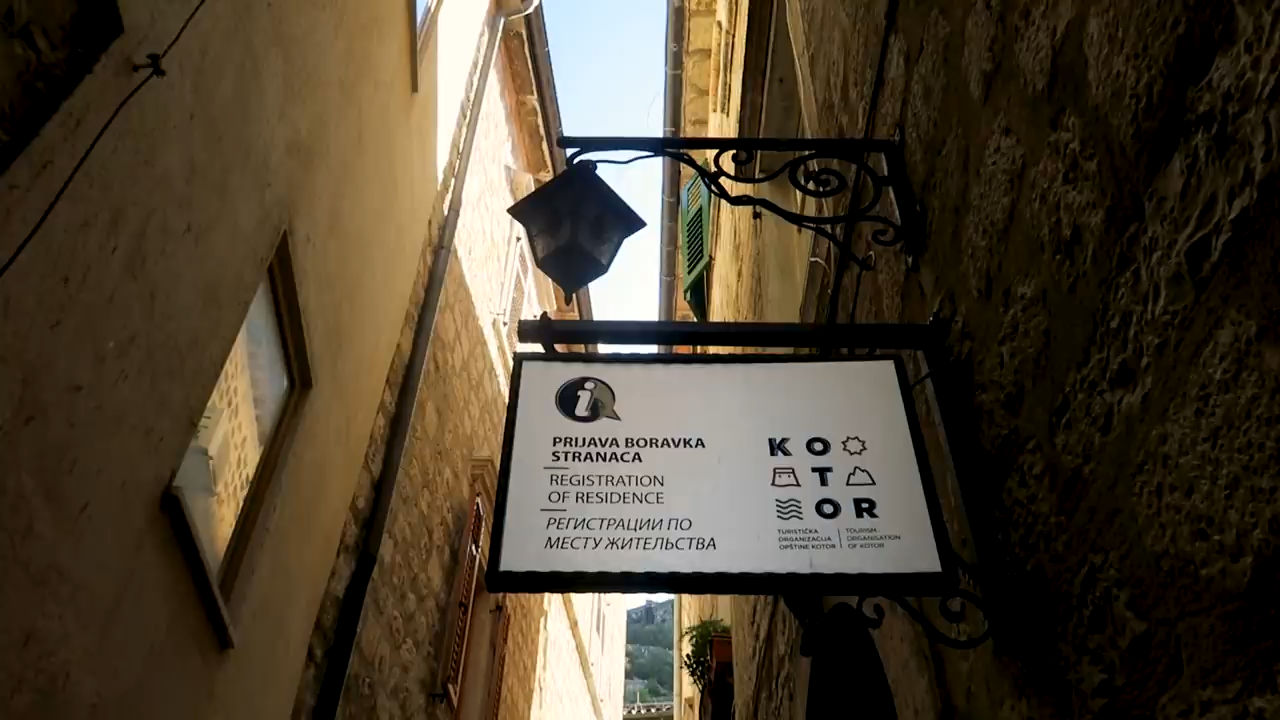 i
PRIJAVA BORAVKA
STRANACA
REGISTRATION
OF RESIDENCE
РЕГИСТРАЦИИ ПО
МЕСТУ ЖИТЕЛЬСТВА
KO
T
OR
TURISTIČKA
ORGANIZACIJA
OPŠTINE KOTOR
TOURISM
ORGANISATION
OF KOTOR